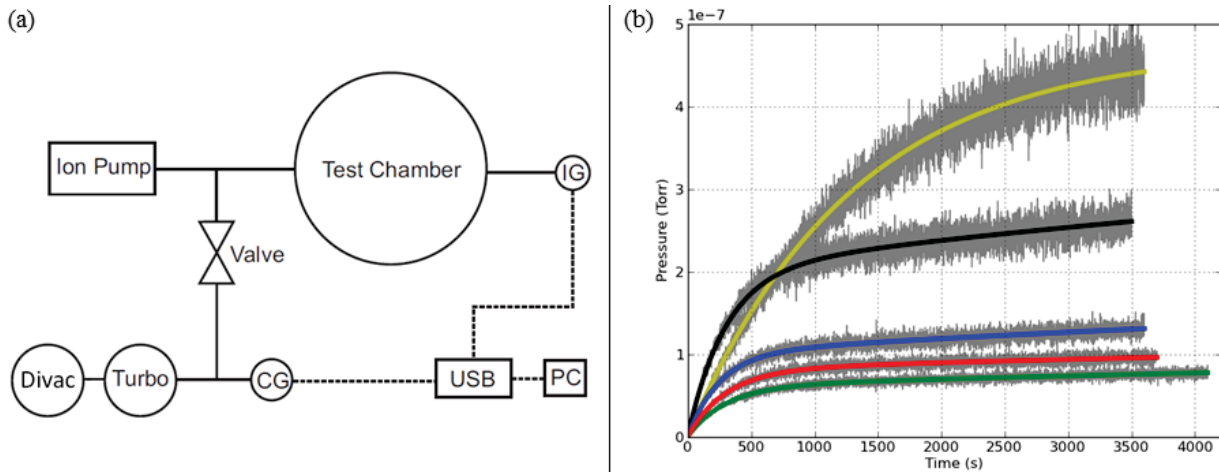 (a)
Ion Pump
Test Chamber
IG
Valve
Divac
Turbo
CG
USB
PC
(b)
1e-7
5
4
3
2
1
0
Pressure (Torr)
0 500 1000 1500 2000 2500 3000 3500 4000
Time (s)